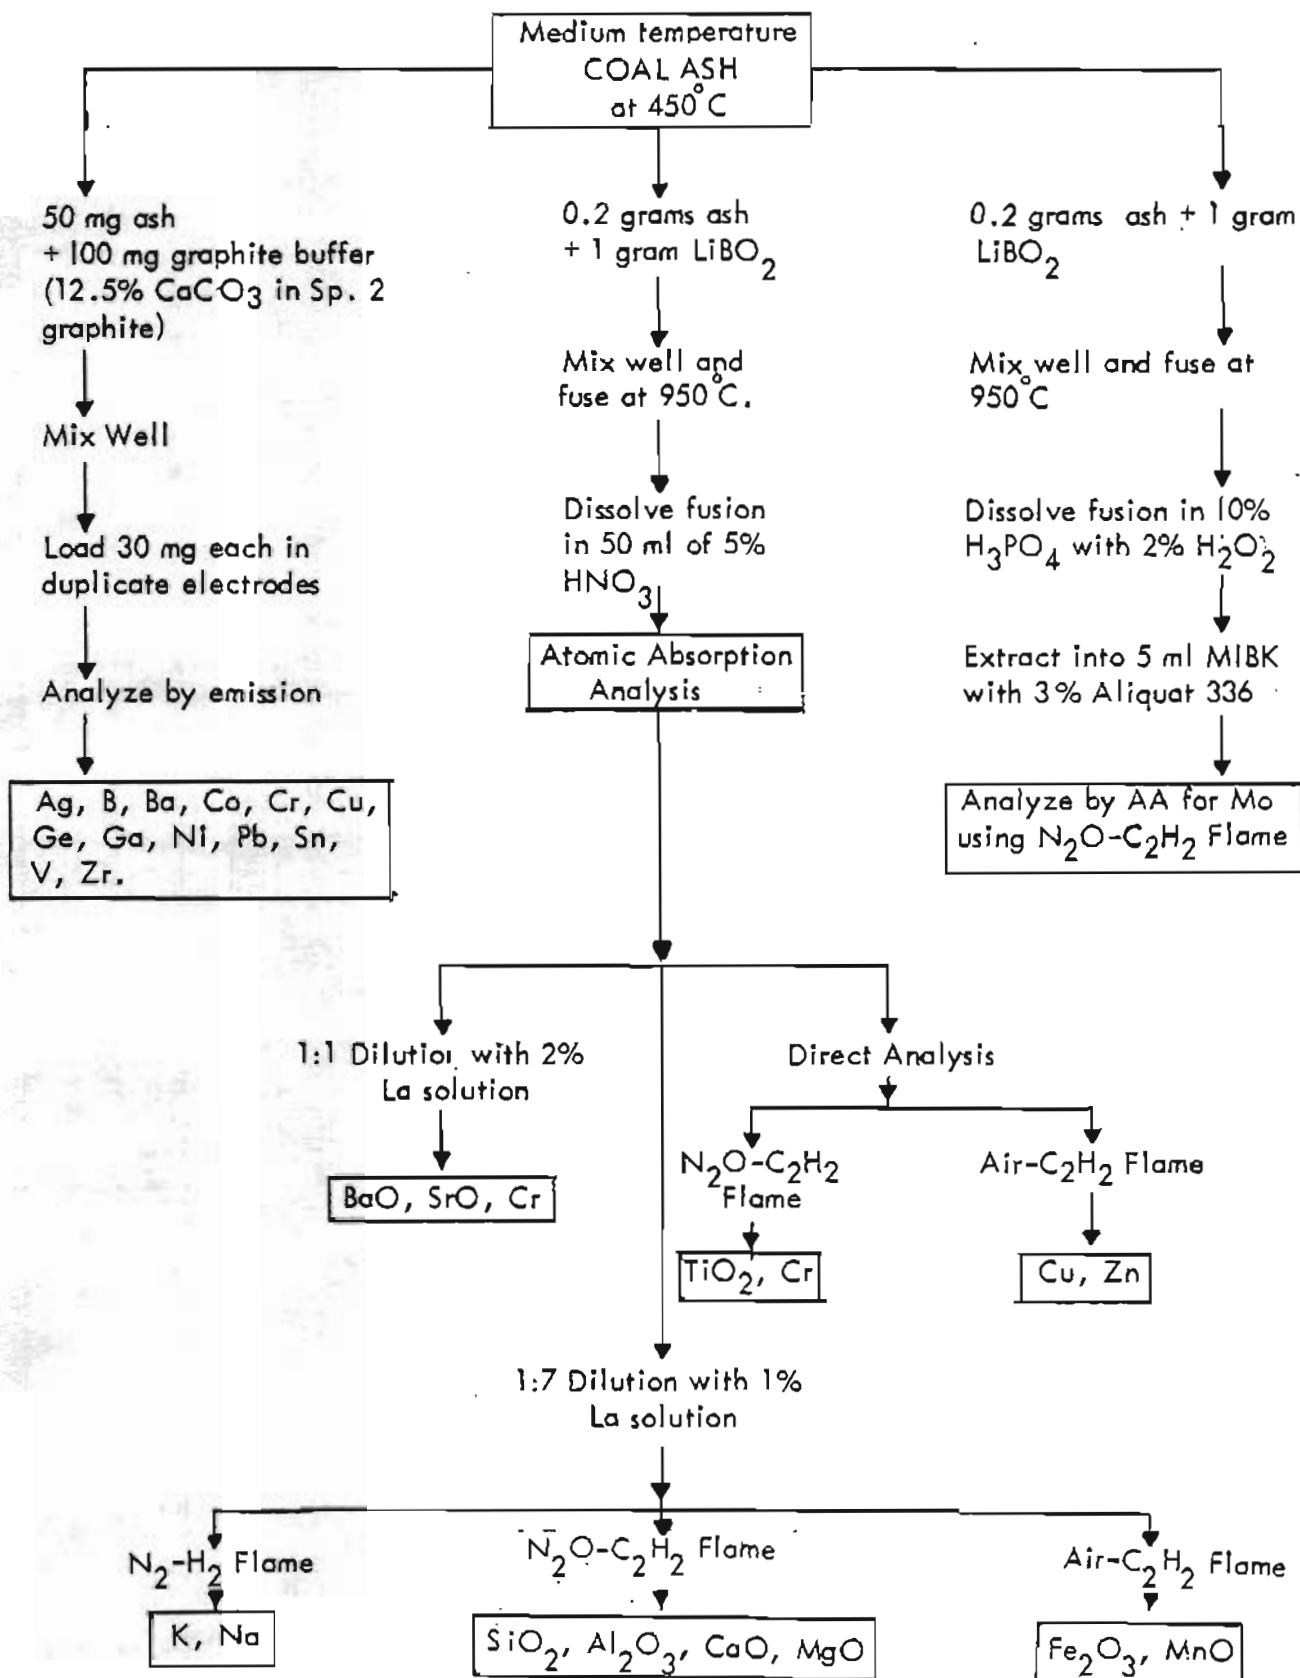 Medium temperature
COAL ASH
at 450°C
50 mg ash
+ 100 mg graphite buffer
(12.5% CaCO3 in Sp. 2
graphite)
Mix Well
Load 30 mg each in
duplicate electrodes
Analyze by emission
Ag, B, Ba, Co, Cr, Cu,
Ge, Ga, Ni, Pb, Sn,
V, Zr.
0.2 grams ash
+ 1 gram LiBO2
Mix well and
fuse at 950°C.
Dissolve fusion
in 50 ml of 5%
HNO3
Atomic Absorption
Analysis
0.2 grams ash + 1 gram
LiBO2
Mix well and fuse at
950°C
Dissolve fusion in 10%
H3PO4 with 2% H2O2
Extract into 5 ml MIBK
with 3% Aliquat 336
Analyze by AA for Mo
using N2O-C2H2 Flame
1:1 Dilution with 2%
La solution
BaO, SrO, Cr
Direct Analysis
N2O-C2H2
Flame
TiO2, Cr
Air-C2H2 Flame
Cu, Zn
1:7 Dilution with 1%
La solution
N2-H2 Flame
K, Na
N2O-C2H2 Flame
SiO2, Al2O3, CaO, MgO
Air-C2H2 Flame
Fe2O3, MnO